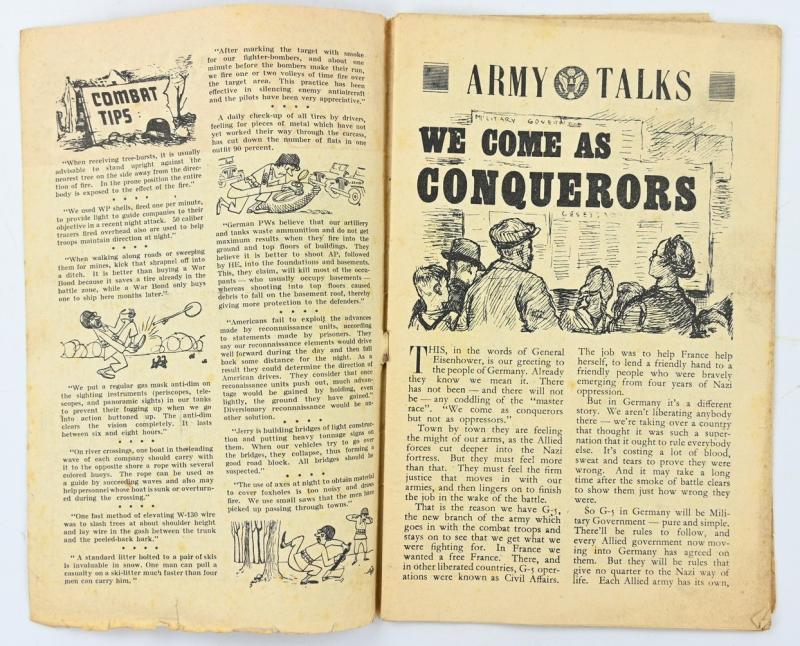 COMBAT
TIPS
"When receiving tree-bursts, it is usually
advisable to stand upright against the
nearest tree on the side away from the direc-
tion of fire. In the prone position the entire
body is exposed to the effect of the fire."
"We used WP shells, fired one per minute,
to provide light to guide companies to their
objective in a recent night attack. 50 caliber
tracers fired overhead also are used to help
troops maintain direction at night."
"When walking along roads or sweeping
them for mines, kick that shrapnel off into
a ditch. It is better than buying a War
Bond because it saves a tire already in the
battle zone, while a War Bond only buys
one to ship here months later."
"We put a regular gas mask anti-dim on
the sighting instruments (periscopes, tele-
scopes, and panoramic sights) in our tanks
to prevent their fogging up when we go
into action buttoned up. The anti-dim
clears the vision completely. It lasts
between six and eight hours."
"On river crossings, one boat in the leading
wave of each company should carry with
it to the opposite shore a rope with several
colored buoys. The rope can be used as
a guide by succeeding waves and also may
help personnel whose boat is sunk or overturn-
ed during the crossing."
"One fast method of elevating W-130 wire
was to slash trees at about shoulder height
and lay wire in the gash between the trunk
and the peeled-back bark."
"A standard litter bolted to a pair of skis
is invaluable in snow. One man can pull a
casualty on a ski-litter much faster than four
men can carry him."
"After marking the target with smoke
for our fighter-bombers, and about one
minute before the bombers make their run,
we fire one or two volleys of time fire over
the target area. This practice has been
effective in silencing enemy antiaircraft
and the pilots have been very appreciative."
A daily check-up of all tires by drivers,
feeling for pieces of metal which have not
yet worked their way through the carcass,
has cut down the number of flats in one
outfit 90 percent.
"German PWs believe that our artillery
and tanks waste ammunition and do not get
maximum results when they fire into the
ground and top floors of buildings. They
believe it is better to shoot AP, followed
by HE, into the foundations and basements.
This, they claim, will kill most of the occu-
pants — who usually occupy basements —
whereas shooting into top floors caused
debris to fall on the basement roof, thereby
giving more protection to the defenders."
"Americans fail to exploit the advances
made by reconnaissance units, according
to statements made by prisoners. They
say our reconnaissance elements would drive
well forward during the day and then fall
back some distance for the night. As a
result they could determine the direction of
American drives. They consider that once
reconnaissance units push out, much advan-
tage would be gained by holding, even
lightly, the ground they have gained."
Diversionary reconnaissance would be an-
other solution.
"Jerry is building bridges of light construc-
tion and putting heavy tonnage signs on
them. When our vehicles try to go over
the bridges, they collapse, thus forming a
good road block. All bridges should be
suspected."
"The use of axes at night to obtain material
to cover foxholes is too noisy and draws
fire. We use small saws that the men have
picked up passing through towns."
ARMY TALKS
MILITARY GOVERNME
WE COME AS
CONQUERORS
THIS, in the words of General
Eisenhower, is our greeting to
the people of Germany. Already
they know we mean it. There
has not been — and there will not
be — any coddling of the "master
race". "We come as conquerors
but not as oppressors."
Town by town they are feeling
the might of our arms, as the Allied
forces cut deeper into the Nazi
fortress. But they must feel more
than that. They must feel the firm
justice that moves in with our
armies, and then lingers on to finish
the job in the wake of the battle.
That is the reason we have G-5,
the new branch of the army which
goes in with the combat troops and
stays on to see that we get what we
were fighting for. In France we
wanted a free France. There, and
in other liberated countries, G-5 oper-
ations were known as Civil Affairs.
The job was to help France help
herself, to lend a friendly hand to a
friendly people who were bravely
emerging from four years of Nazi
oppression.
But in Germany it's a different
story. We aren't liberating anybody
there — we're taking over a country
that thought it was such a super-
nation that it ought to rule everybody
else. It's costing a lot of blood,
sweat and tears to prove they were
wrong. And it may take a long
time after the smoke of battle clears
to show them just how wrong they
were.
So G-5 in Germany will be Mili-
tary Government — pure and simple.
There'll be rules to follow, and
every Allied government now mov-
ing into Germany has agreed on
them. But they will be rules that
give no quarter to the Nazi way of
life. Each Allied army has its own,